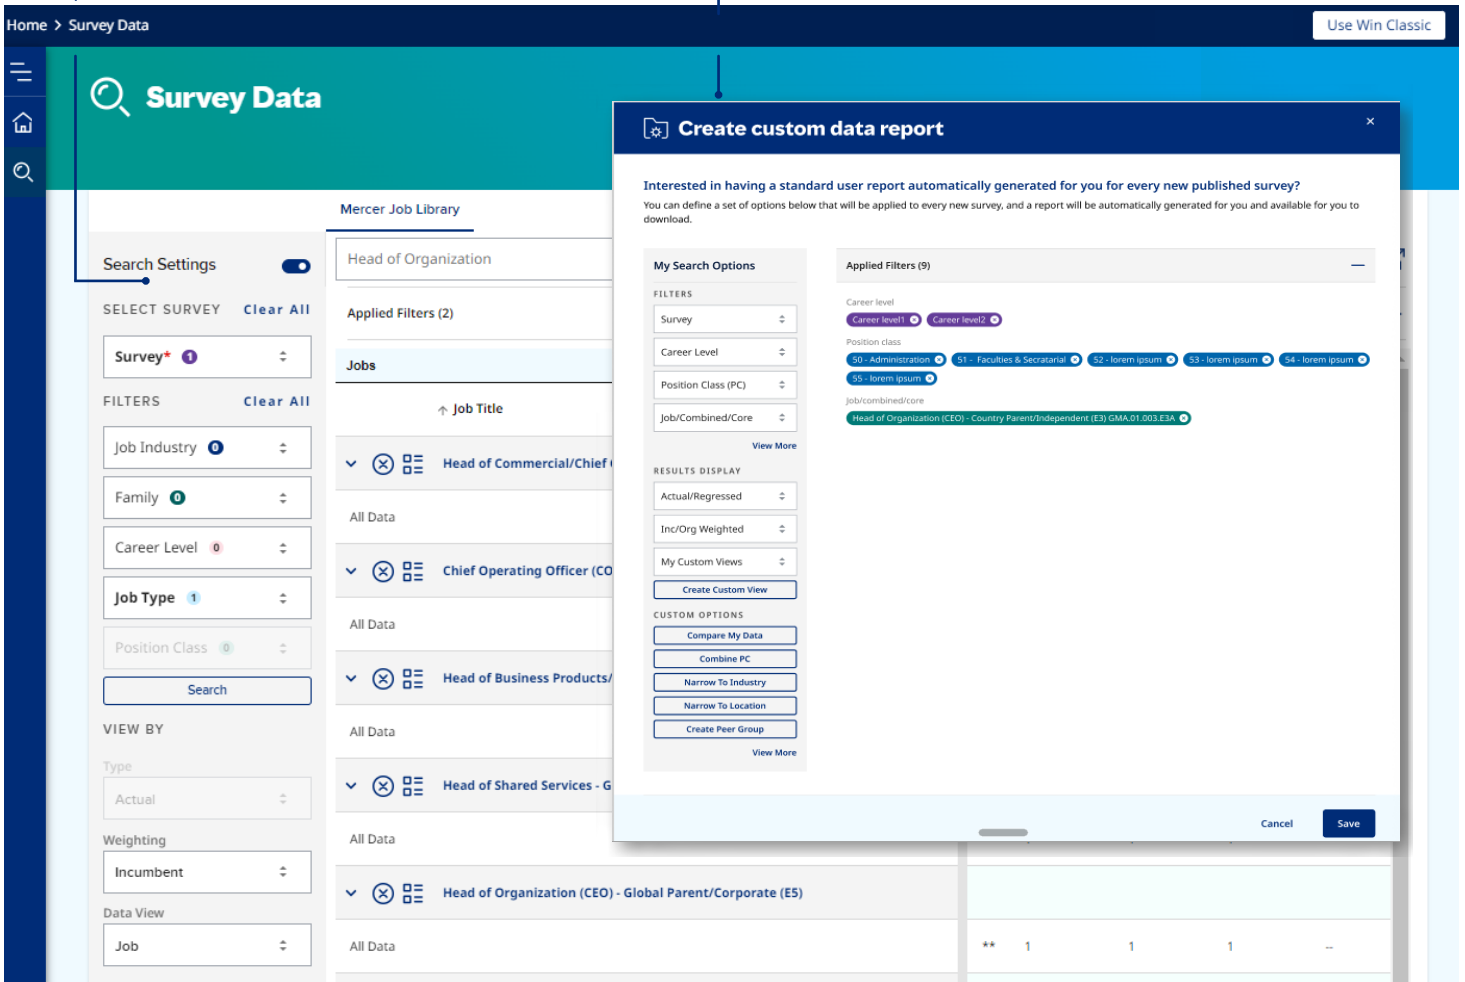 Home > Survey Data
Use Win Classic
Survey Data
Mercer Job Library
Search Settings
SELECT SURVEY Clear All
Survey* 1
FILTERS Clear All
Job Industry 0
Family 0
Career Level 0
Job Type 1
Position Class 0
Search
VIEW BY
Type
Actual
Weighting
Incumbent
Data View
Job
Head of Organization
Applied Filters (2)
Jobs
Job Title
Head of Commercial/Chief
All Data
Chief Operating Officer (CO
All Data
Head of Business Products/
All Data
Head of Shared Services - G
All Data
Head of Organization (CEO) - Global Parent/Corporate (E5)
All Data ** 1 1 1 --
Create custom data report
Interested in having a standard user report automatically generated for you for every new published survey?
You can define a set of options below that will be applied to every new survey, and a report will be automatically generated for you and available for you to
download.
My Search Options
FILTERS
Survey
Career Level
Position Class (PC)
Job/Combined/Core
View More
RESULTS DISPLAY
Actual/Regressed
Inc/Org Weighted
My Custom Views
Create Custom View
CUSTOM OPTIONS
Compare My Data
Combine PC
Narrow To Industry
Narrow To Location
Create Peer Group
View More
Applied Filters (9)
Career level
Career level1 Career level2
Position class
50 - Administration 51 - Faculties & Secratarial 52 - lorem ipsum 53 - lorem ipsum 54 - lorem ipsum
55 - lorem ipsum
Job/combined/core
Head of Organization (CEO) - Country Parent/Independent (E3) GMA.01.003.E3A
Cancel Save